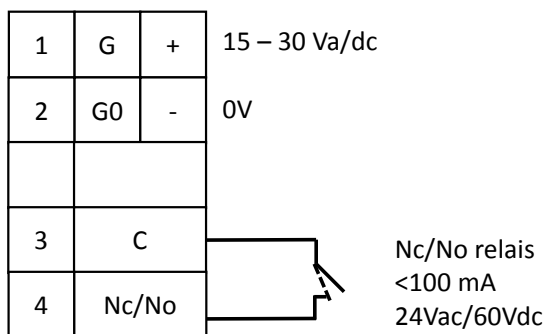 1 G + 15 – 30 Va/dc
2 G0 - 0V
3 C
Nc/No relais
<100 mA
4 Nc/No
24Vac/60Vdc